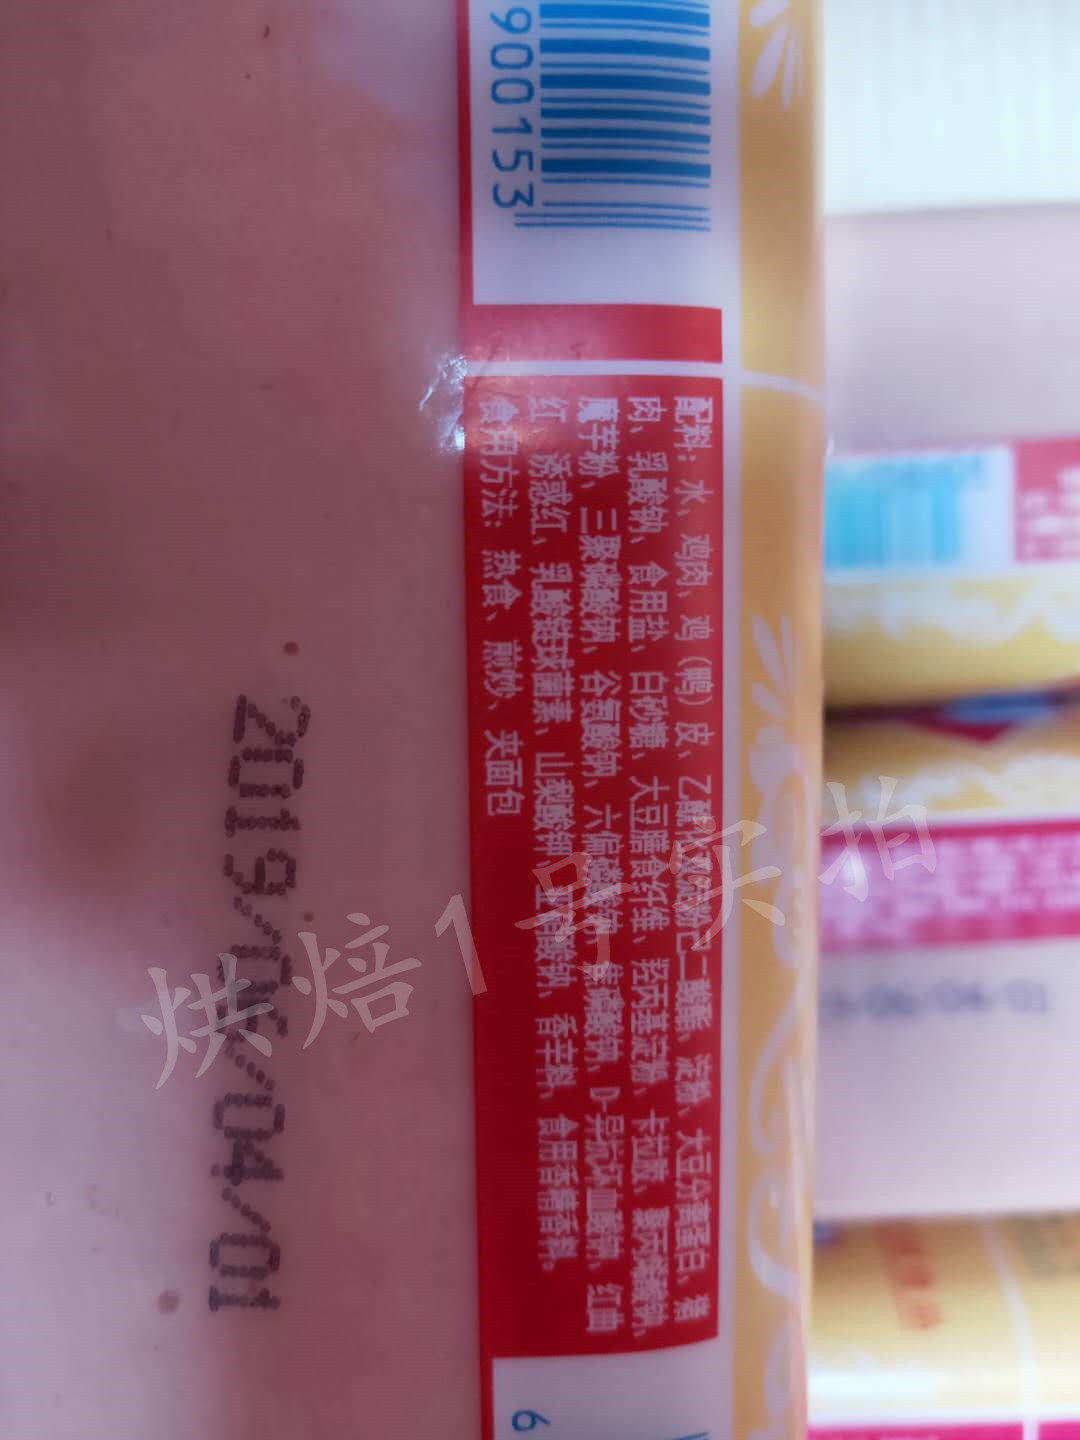 900153
配料：水、鸡肉、鸡（鸭）皮、乙酰化双淀粉己二酸酯、淀粉、大豆分离蛋白、猪
肉、乳酸钠、食用盐、白砂糖、大豆膳食纤维、羟丙基淀粉、卡拉胶、聚丙烯酸钠、
魔芋粉、三聚磷酸钠、谷氨酸钠、六偏磷酸钠、焦磷酸钠、D-异抗坏血酸钠、红曲
红、诱惑红、乳酸链球菌素、山梨酸钾、亚硝酸钠、香辛料、食用香精香料。
食用方法：热食、煎炒、夹面包
6
2019/06/04/01
烘焙1号实拍